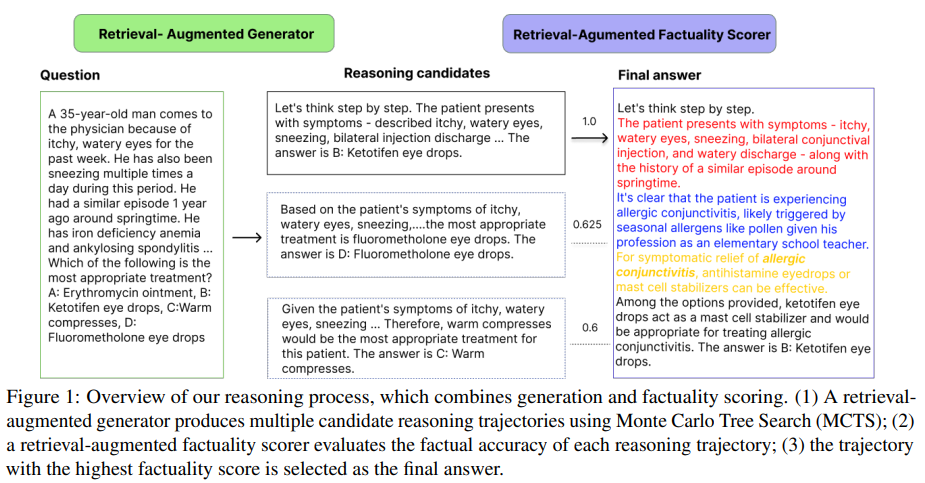 Retrieval- Augmented Generator
Retrieval-Agumented Factuality Scorer
Question
Reasoning candidates
Final answer
A 35-year-old man comes to
the physician because of
itchy, watery eyes for the
past week. He has also been
sneezing multiple times a
day during this period. He
had a similar episode 1 year
ago around springtime. He
has iron deficiency anemia
and ankylosing spondylitis ...
Which of the following is the
most appropriate treatment?
A: Erythromycin ointment, B:
Ketotifen eye drops, C:Warm
compresses, D:
Fluorometholone eye drops
Let's think step by step. The patient presents
with symptoms - described itchy, watery eyes,
sneezing, bilateral injection discharge ... The
answer is B: Ketotifen eye drops.
1.0
Based on the patient's symptoms of itchy,
watery eyes, sneezing,....the most appropriate
treatment is fluorometholone eye drops. The
answer is D: Fluorometholone eye drops.
0.625
Given the patient's symptoms of itchy, watery
eyes, sneezing ... Therefore, warm compresses
would be the most appropriate treatment for
this patient. The answer is C: Warm
compresses.
0.6
Let's think step by step.
The patient presents with symptoms - itchy,
watery eyes, sneezing, bilateral conjunctival
injection, and watery discharge - along with
the history of a similar episode around
springtime.
It's clear that the patient is experiencing
allergic conjunctivitis, likely triggered by
seasonal allergens like pollen given his
profession as an elementary school teacher.
For symptomatic relief of allergic
conjunctivitis, antihistamine eyedrops or
mast cell stabilizers can be effective.
Among the options provided, ketotifen eye
drops act as a mast cell stabilizer and would
be appropriate for treating allergic
conjunctivitis. The answer is B: Ketotifen eye
drops.
Figure 1: Overview of our reasoning process, which combines generation and factuality scoring. (1) A retrieval-
augmented generator produces multiple candidate reasoning trajectories using Monte Carlo Tree Search (MCTS); (2)
a retrieval-augmented factuality scorer evaluates the factual accuracy of each reasoning trajectory; (3) the trajectory
with the highest factuality score is selected as the final answer.